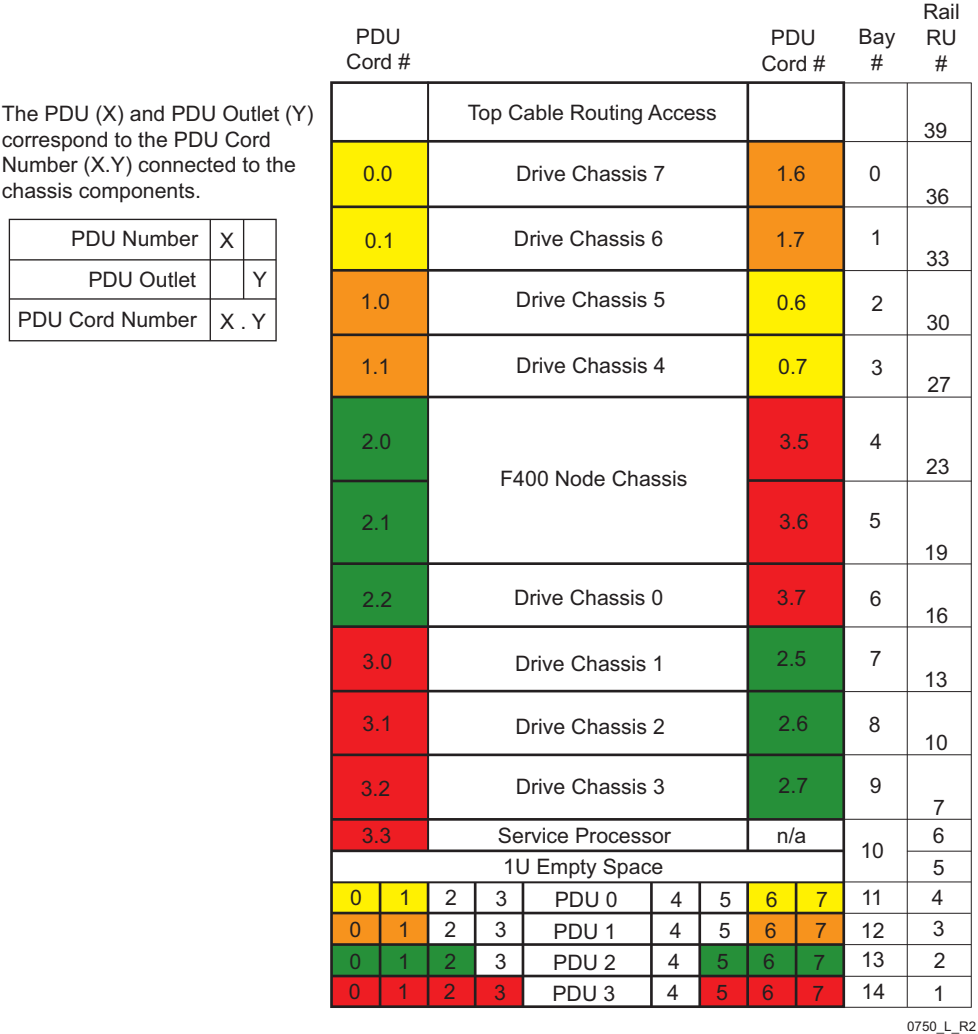 PDU
Cord #
PDU
Cord #
Bay
#
Rail
RU
#
The PDU (X) and PDU Outlet (Y)
correspond to the PDU Cord
Number (X.Y) connected to the
chassis components.
PDU Number X
PDU Outlet Y
PDU Cord Number X . Y
Top Cable Routing Access 39
0.0 Drive Chassis 7 1.6 0 36
0.1 Drive Chassis 6 1.7 1 33
1.0 Drive Chassis 5 0.6 2 30
1.1 Drive Chassis 4 0.7 3 27
2.0 3.5 4 23
F400 Node Chassis
2.1 3.6 5 19
2.2 Drive Chassis 0 3.7 6 16
3.0 Drive Chassis 1 2.5 7 13
3.1 Drive Chassis 2 2.6 8 10
3.2 Drive Chassis 3 2.7 9 7
3.3 Service Processor n/a 10 6
1U Empty Space 5
0 1 2 3 PDU 0 4 5 6 7 11 4
0 1 2 3 PDU 1 4 5 6 7 12 3
0 1 2 3 PDU 2 4 5 6 7 13 2
0 1 2 3 PDU 3 4 5 6 7 14 1
0750_L_R2